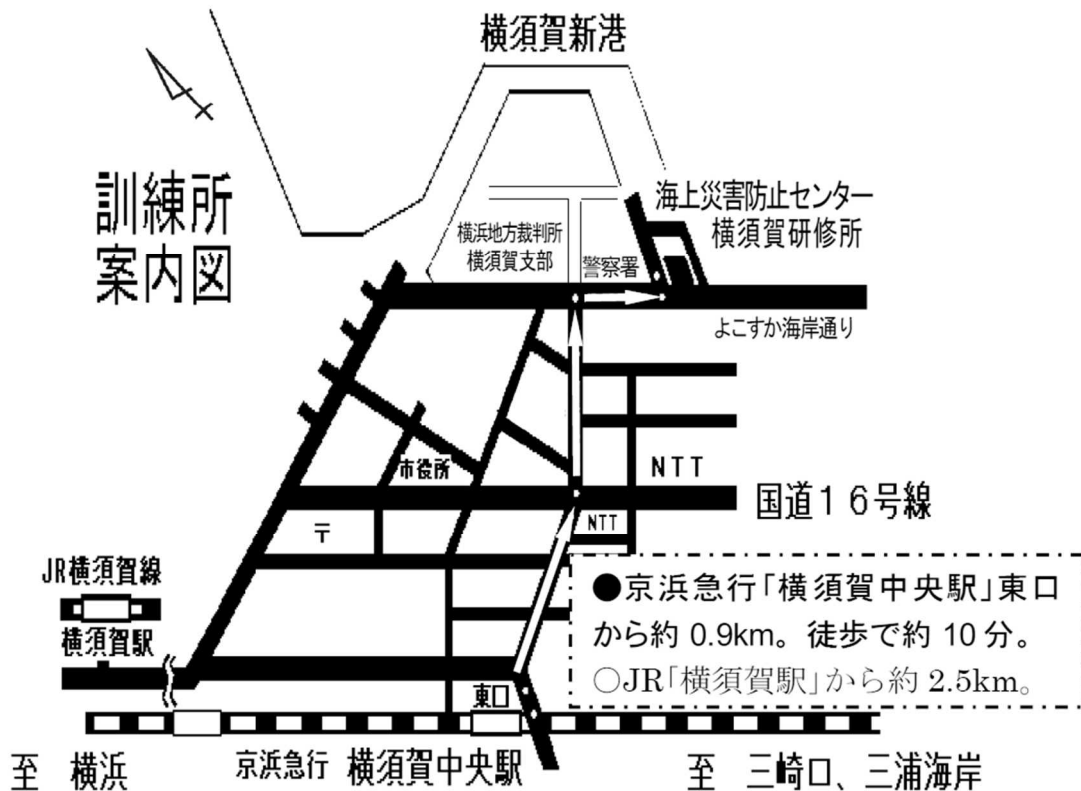 横須賀新港
訓練所
案内図
海上災害防止センター
横須賀研修所
横浜地方裁判所
横須賀支部
警察署
よこすか海岸通り
市役所
NTT
国道16号線
〒
NTT
JR横須賀線
横須賀駅
●京浜急行「横須賀中央駅」東口
から約 0.9km。徒歩で約 10 分。
○JR「横須賀駅」から約 2.5km。
東口
至 横浜
京浜急行 横須賀中央駅
至 三崎口、三浦海岸